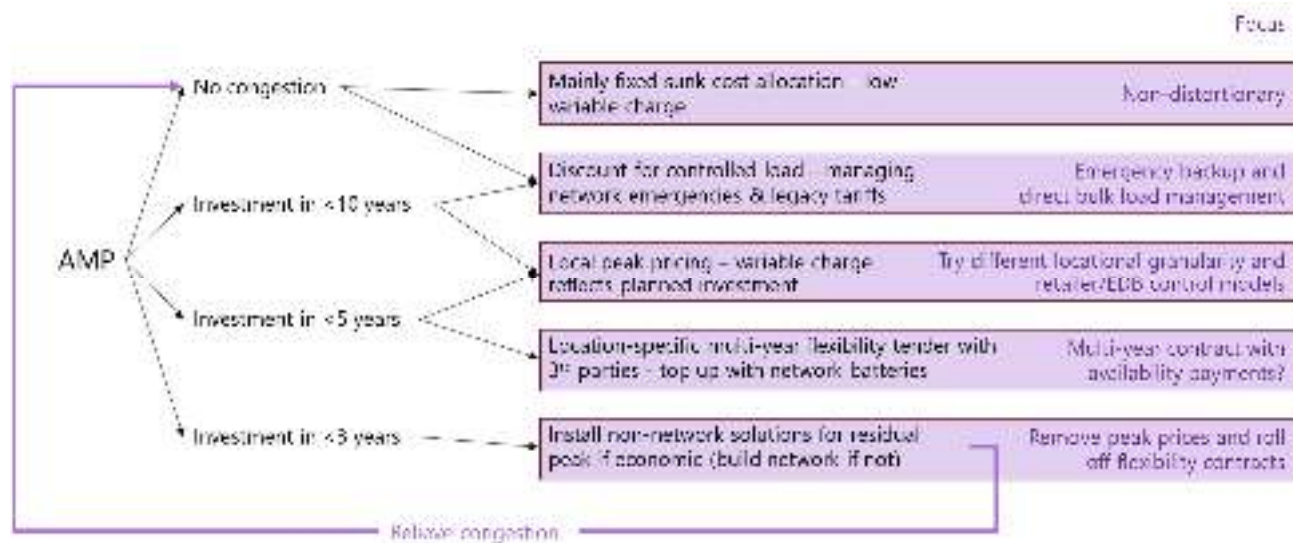 Focus
No congestion
Mainly fixed sunk cost allocation – low
variable charge
Non-distortionary
Discount for controlled load – managing
network emergencies & legacy tariffs
Emergency backup and
direct bulk load management
Investment in <10 years
AMP
Local peak pricing – variable charge
reflects planned investment
Try different locational granularity and
retailer/EDB control models
Investment in <5 years
Location-specific multi-year flexibility tender with
3rd parties - top up with network batteries
Multi-year contract with
availability payments?
Investment in <3 years
Install non-network solutions for residual
peak if economic (build network if not)
Remove peak prices and roll
off flexibility contracts
Relieve congestion